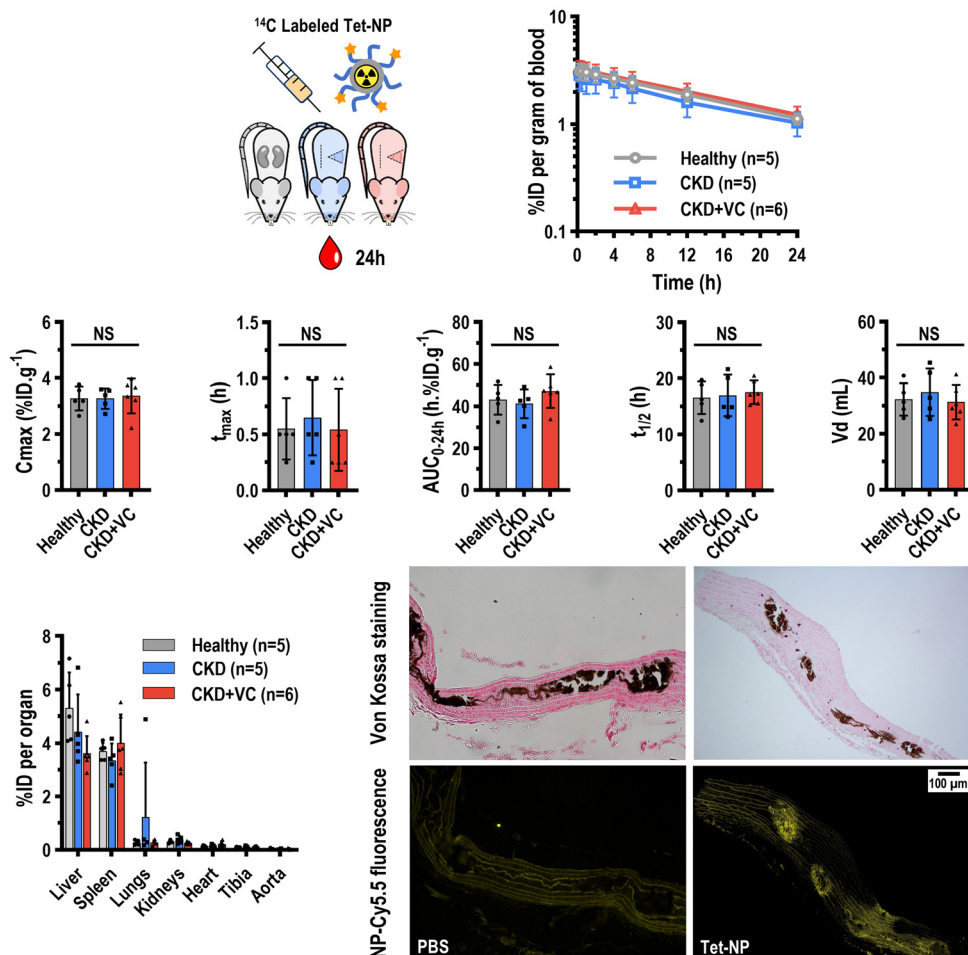 ¹⁴C Labeled Tet-NP
24h
%ID per gram of blood
10
1
0.1
0 4 8 12 16 20 24
Time (h)
Healthy (n=5)
CKD (n=5)
CKD+VC (n=6)
Cmax (%ID.g⁻¹)
6
4
2
0
NS
Healthy
CKD
CKD+VC
tmax (h)
1.5
1.0
0.5
0.0
NS
Healthy
CKD
CKD+VC
AUC0-24h (h.%ID.g⁻¹)
80
60
40
20
0
NS
Healthy
CKD
CKD+VC
t1/2 (h)
30
20
10
0
NS
Healthy
CKD
CKD+VC
Vd (mL)
80
60
40
20
0
NS
Healthy
CKD
CKD+VC
%ID per organ
8
6
4
2
0
Healthy (n=5)
CKD (n=5)
CKD+VC (n=6)
Liver
Spleen
Lungs
Kidneys
Heart
Tibia
Aorta
Von Kossa staining
NP-Cy5.5 fluorescence
PBS
100 µm
Tet-NP